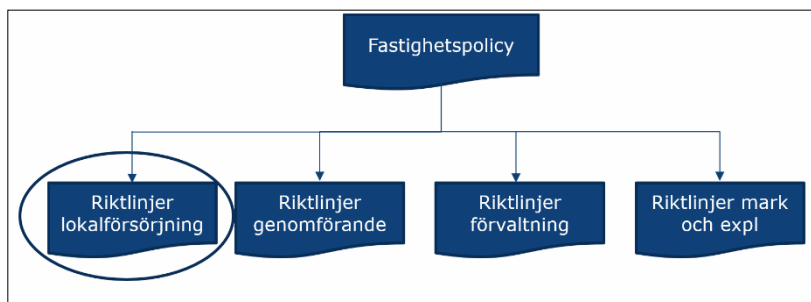 Fastighetspolicy
Riktlinjer
lokalförsörjning
Riktlinjer
genomförande
Riktlinjer
förvaltning
Riktlinjer mark
och expl